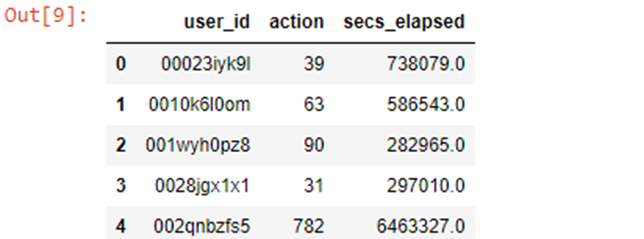 Out[9]:
user_id action secs_elapsed
0 00023iyk9l 39 738079.0
1 0010k6l0om 63 586543.0
2 001wyh0pz8 90 282965.0
3 0028jgx1x1 31 297010.0
4 002qnbzfs5 782 6463327.0